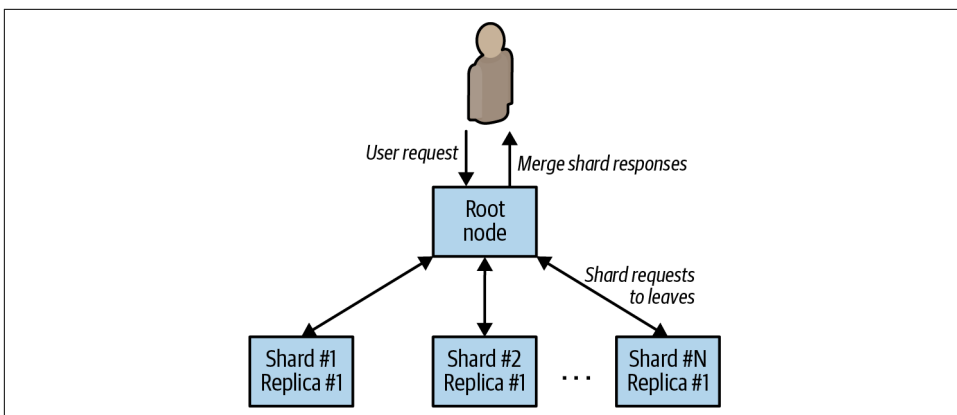 User request
Merge shard responses
Root
node
Shard requests
to leaves
Shard #1
Replica #1
Shard #2
Replica #1
...
Shard #N
Replica #1